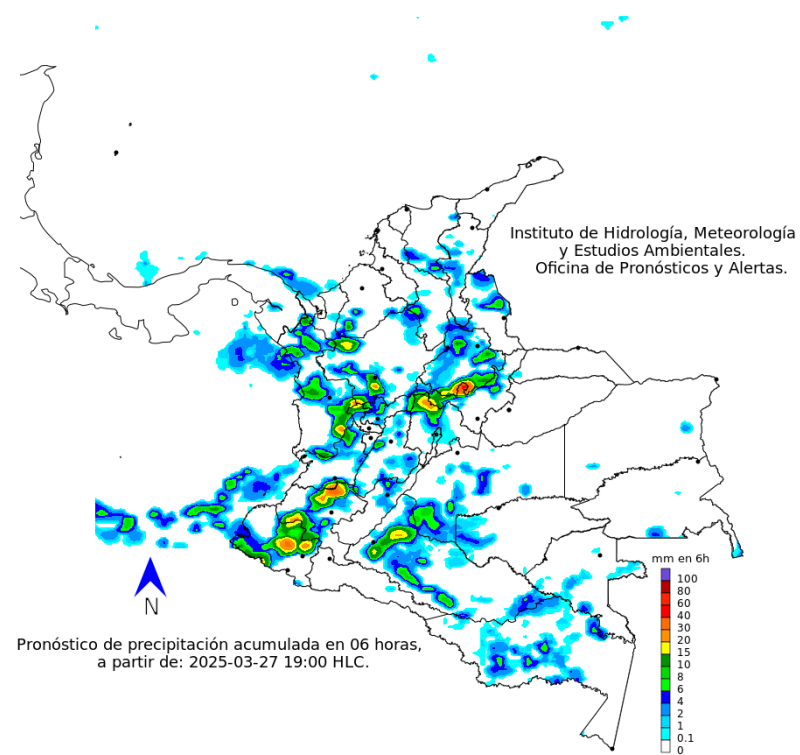 Instituto de Hidrología, Meteorología
y Estudios Ambientales.
Oficina de Pronósticos y Alertas.
mm en 6h
100
80
60
40
30
20
15
10
8
6
4
2
1
0.1
0
N
Pronóstico de precipitación acumulada en 06 horas,
a partir de: 2025-03-27 19:00 HLC.